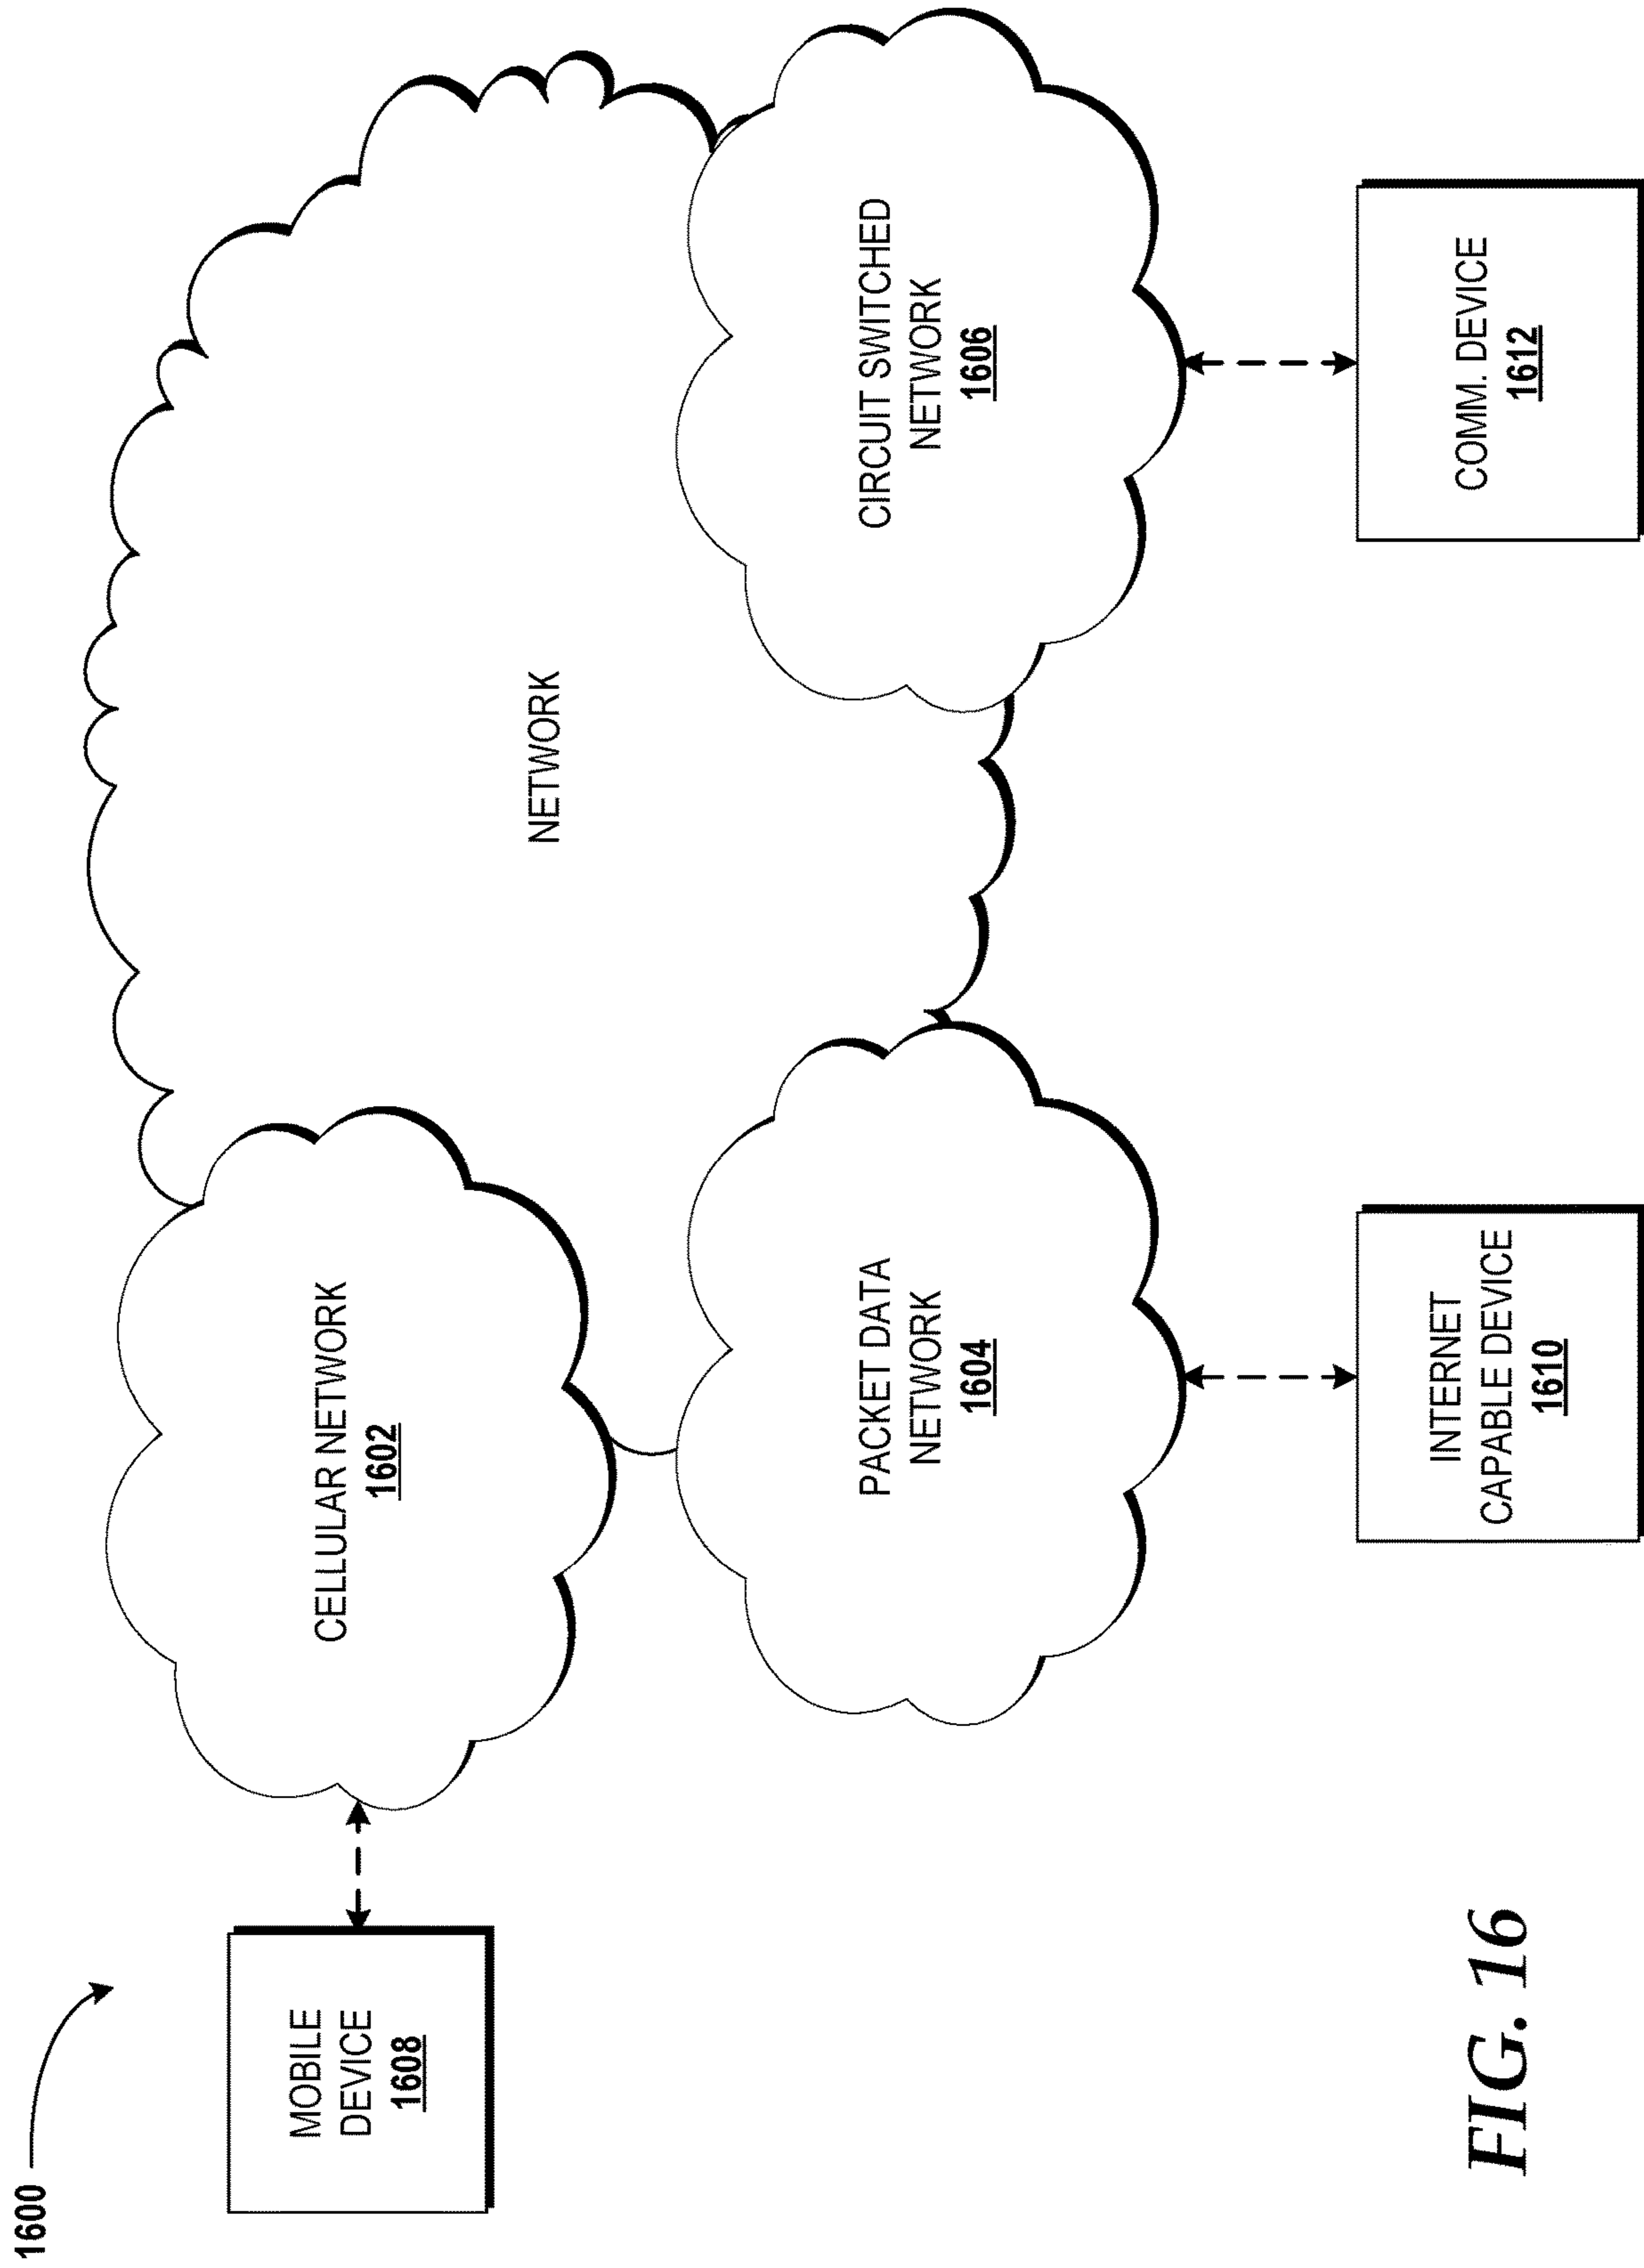 1600
MOBILE
DEVICE
1608
CELLULAR NETWORK
1602
NETWORK
PACKET DATA
NETWORK
1604
CIRCUIT SWITCHED
NETWORK
1606
INTERNET
CAPABLE DEVICE
1610
COMM. DEVICE
1612
FIG. 16